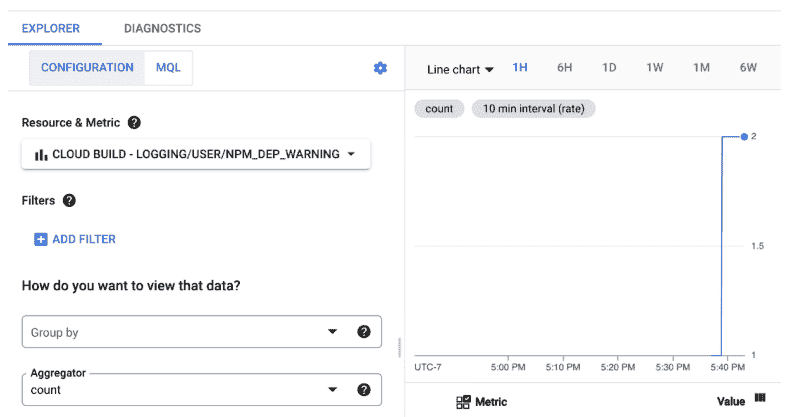 EXPLORER DIAGNOSTICS
CONFIGURATION MQL
Resource & Metric ?
CLOUD BUILD - LOGGING/USER/NPM_DEP_WARNING
Filters ?
+ ADD FILTER
How do you want to view that data?
Group by ?
Aggregator
count ?
Line chart 1H 6H 1D 1W 1M 6W
count 10 min interval (rate)
2
1.5
1
UTC-7 5:00 PM 5:10 PM 5:20 PM 5:30 PM 5:40 PM
Metric Value